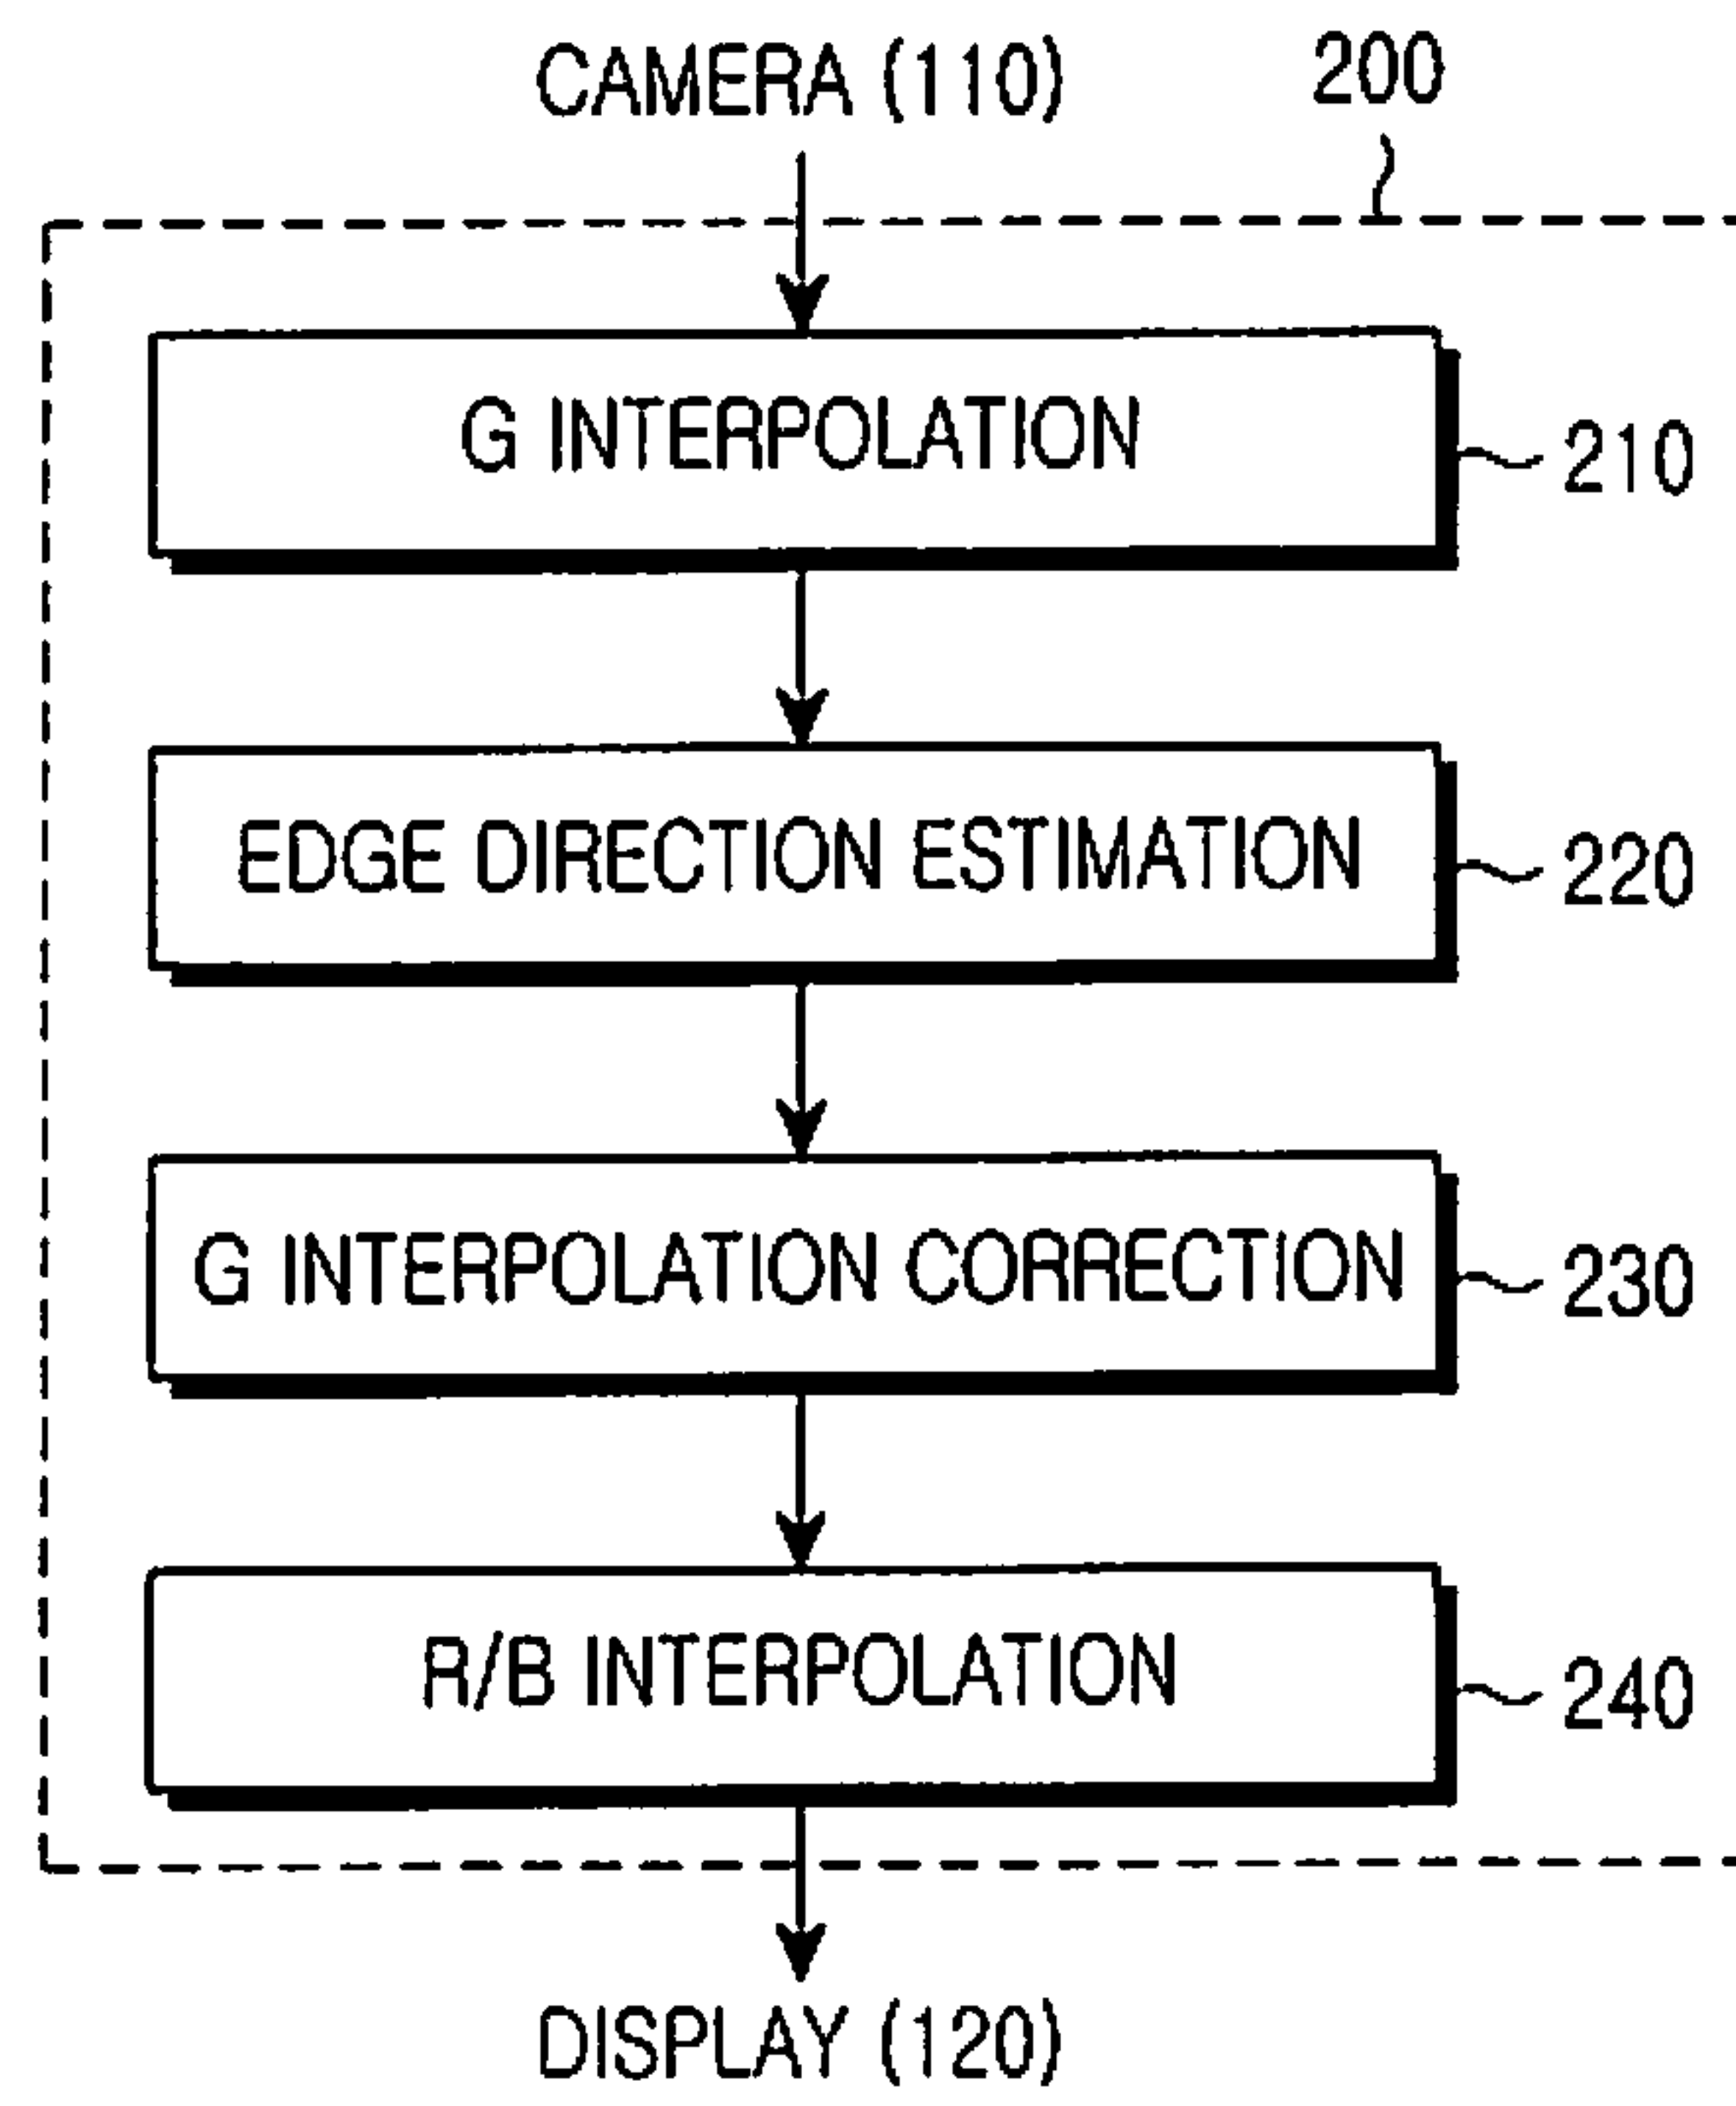 CAMERA (110)
200
G INTERPOLATION
210
EDGE DIRECTION ESTIMATION
220
G INTERPOLATION CORRECTION
230
R/B INTERPOLATION
240
DISPLAY (120)